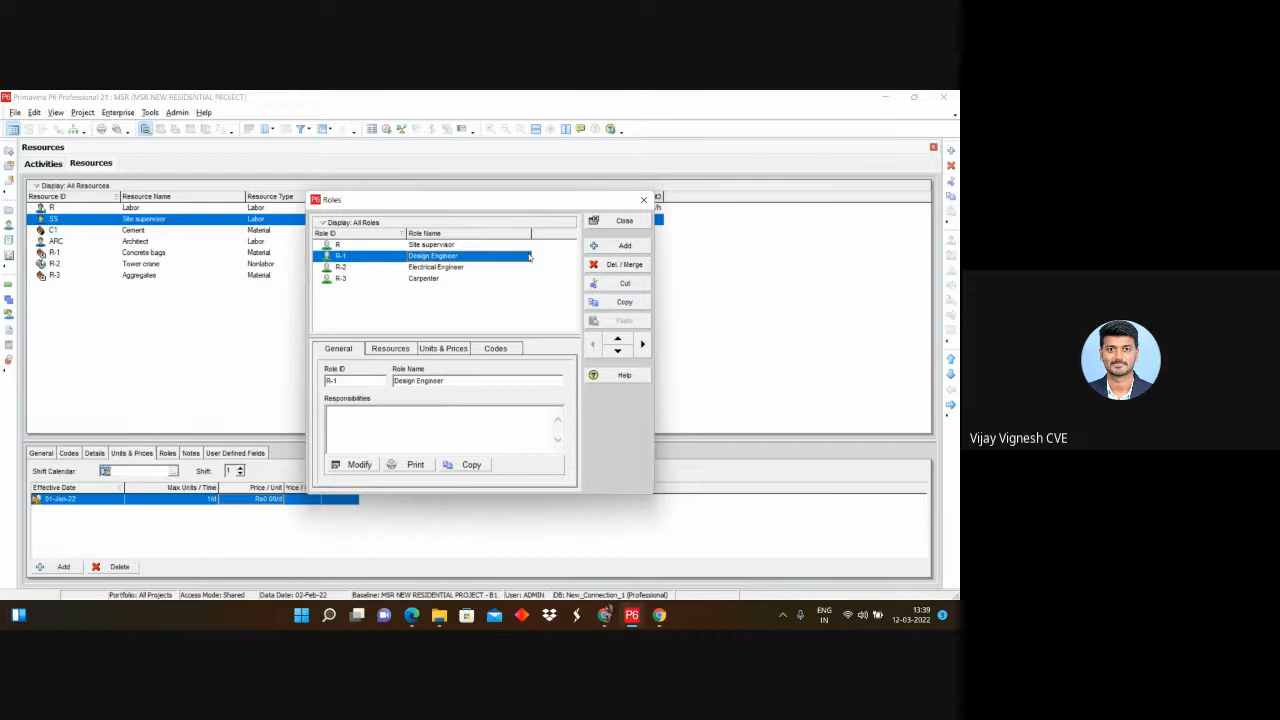 Primavera P6 Professional 21 : MSR (MSR NEW RESIDENTIAL PROJECT)
File Edit View Project Enterprise Tools Admin Help
Resources
Activities Resources
Display: All Resources
Resource ID Resource Name Resource Type
R Labor Labor
SS Site supervisor Labor
C1 Cement Material
ARC Architect Labor
R-1 Concrete bags Material
R-2 Tower crane Nonlabor
R-3 Aggregates Material
Roles
Display: All Roles
Role ID Role Name
R Site supervisor
R-1 Design Engineer
R-2 Electrical Engineer
R-3 Carpenter
Close
Add
Del. / Merge
Cut
Copy
Paste
Help
General Resources Units & Prices Codes
Role ID Role Name
R-1 Design Engineer
Responsibilities
Modify Print Copy
General Codes Details Units & Prices Roles Notes User Defined Fields
Shift Calendar: ... Shift: 1
Effective Date Max Units / Time Price / Unit
01-Jan-22 1/d Rs0.00/d
Add Delete
Portfolio: All Projects Access Mode: Shared Data Date: 02-Feb-22 Baseline: MSR NEW RESIDENTIAL PROJECT - B1 User: ADMIN DB: New_Connection_1 (Professional)
P6
ENG
IN
13:39
12-03-2022
3
Vijay Vignesh CVE